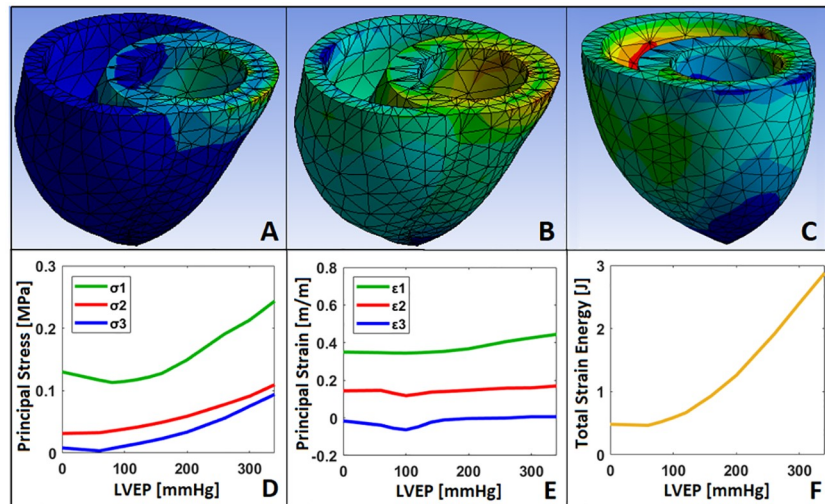 A
B
C
Principal Stress [MPa]
0.3
0.2
0.1
0
σ1
σ2
σ3
0 100 200 300
LVEP [mmHg]
D
Principal Strain [m/m]
0.8
0.6
0.4
0.2
0
-0.2
ε1
ε2
ε3
0 100 200 300
LVEP [mmHg]
E
Total Strain Energy [J]
3
2
1
0
0 100 200 300
LVEP [mmHg]
F